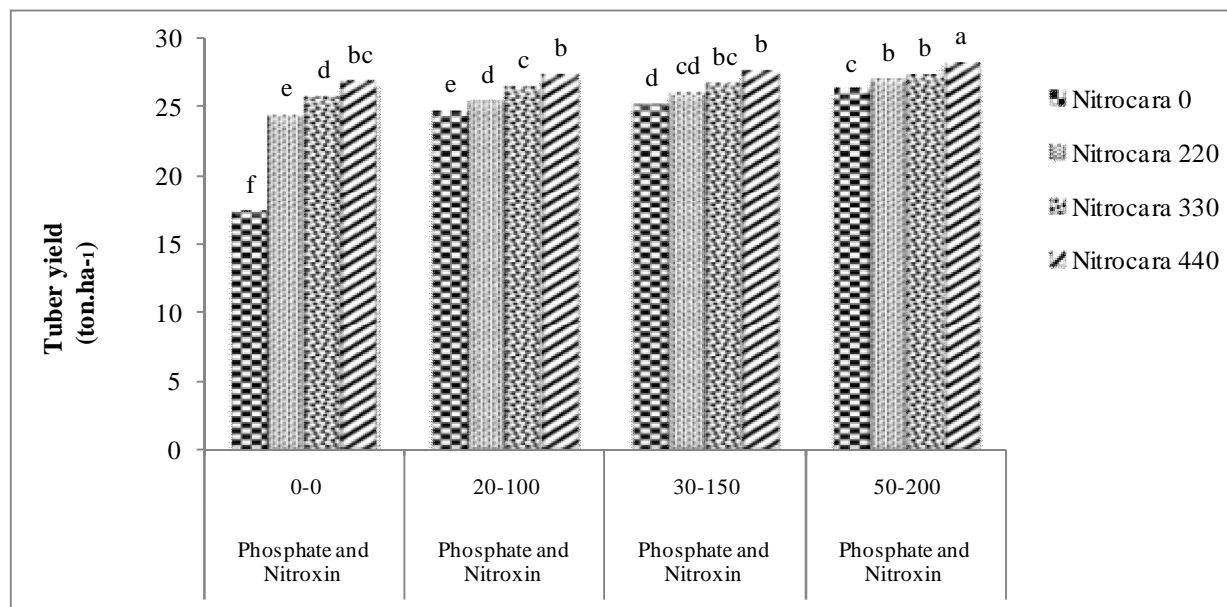 Tuber yield
(ton.ha-1)
30
25
20
15
10
5
0
f e d bc
e d c b
d cd bc b
c b b a
0-0
20-100
30-150
50-200
Phosphate and
Nitroxin
Phosphate and
Nitroxin
Phosphate and
Nitroxin
Phosphate and
Nitroxin
Nitrocara 0
Nitrocara 220
Nitrocara 330
Nitrocara 440